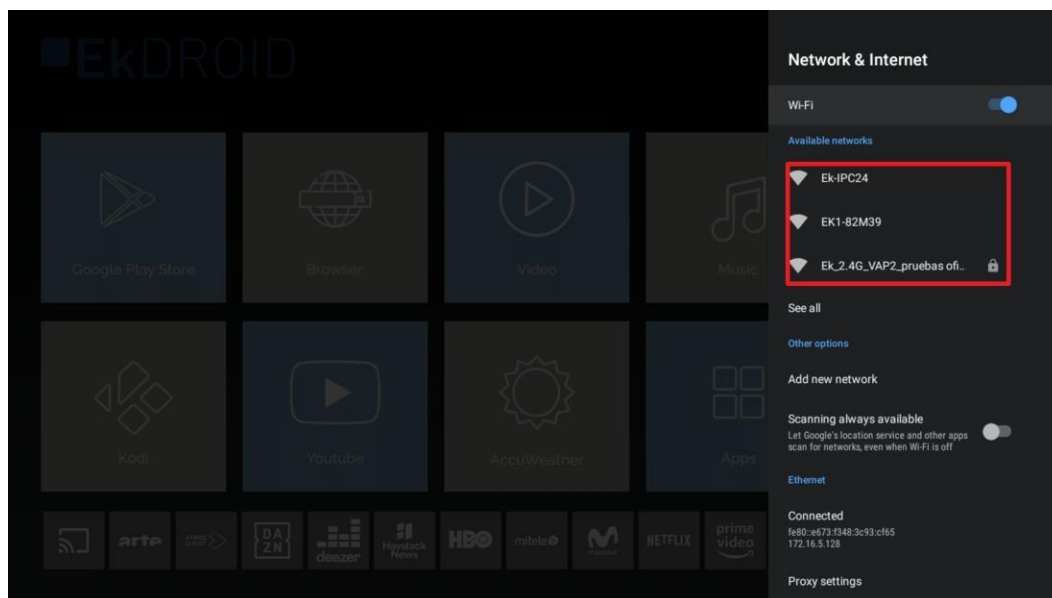 EkDROID
Google Play Store
Browser
Video
Music
Kodi
Youtube
AccuWeather
Apps
arte
DA
ZN
deezer
Haystack
News
HBO
mitele
movistar
NETFLIX
prime
video
Network & Internet
Wi-Fi
Available networks
Ek-IPC24
EK1-82M39
Ek_2.4G_VAP2_pruebas ofi..
See all
Other options
Add new network
Scanning always available
Let Google's location service and other apps
scan for networks, even when Wi-Fi is off
Ethernet
Connected
fe80::e673:f348:3c93:cf65
172.16.5.128
Proxy settings